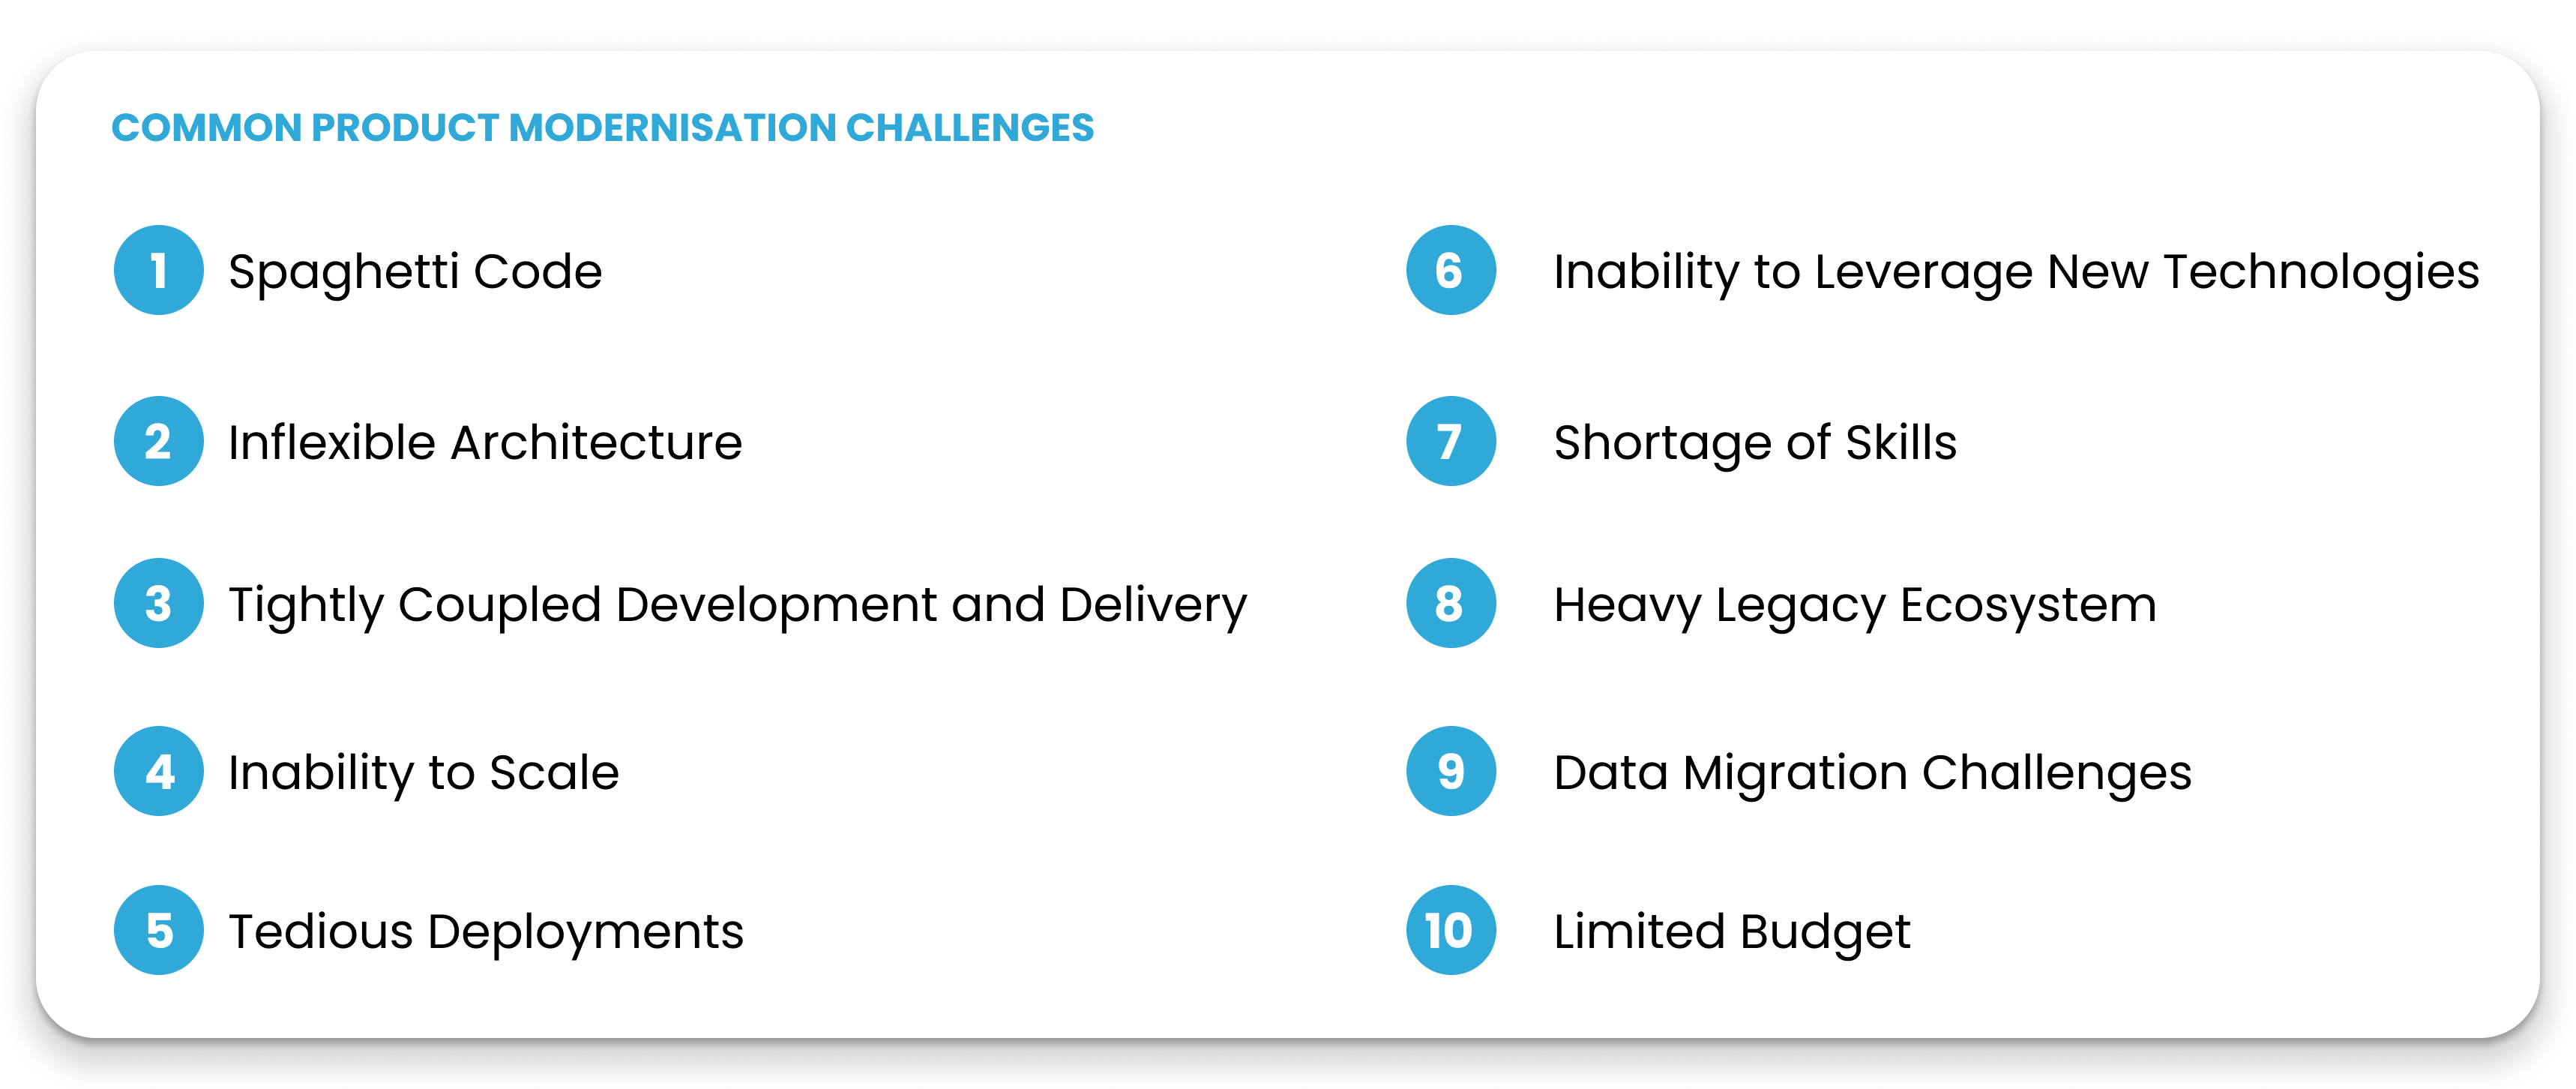 COMMON PRODUCT MODERNISATION CHALLENGES
1 Spaghetti Code
2 Inflexible Architecture
3 Tightly Coupled Development and Delivery
4 Inability to Scale
5 Tedious Deployments
6 Inability to Leverage New Technologies
7 Shortage of Skills
8 Heavy Legacy Ecosystem
9 Data Migration Challenges
10 Limited Budget